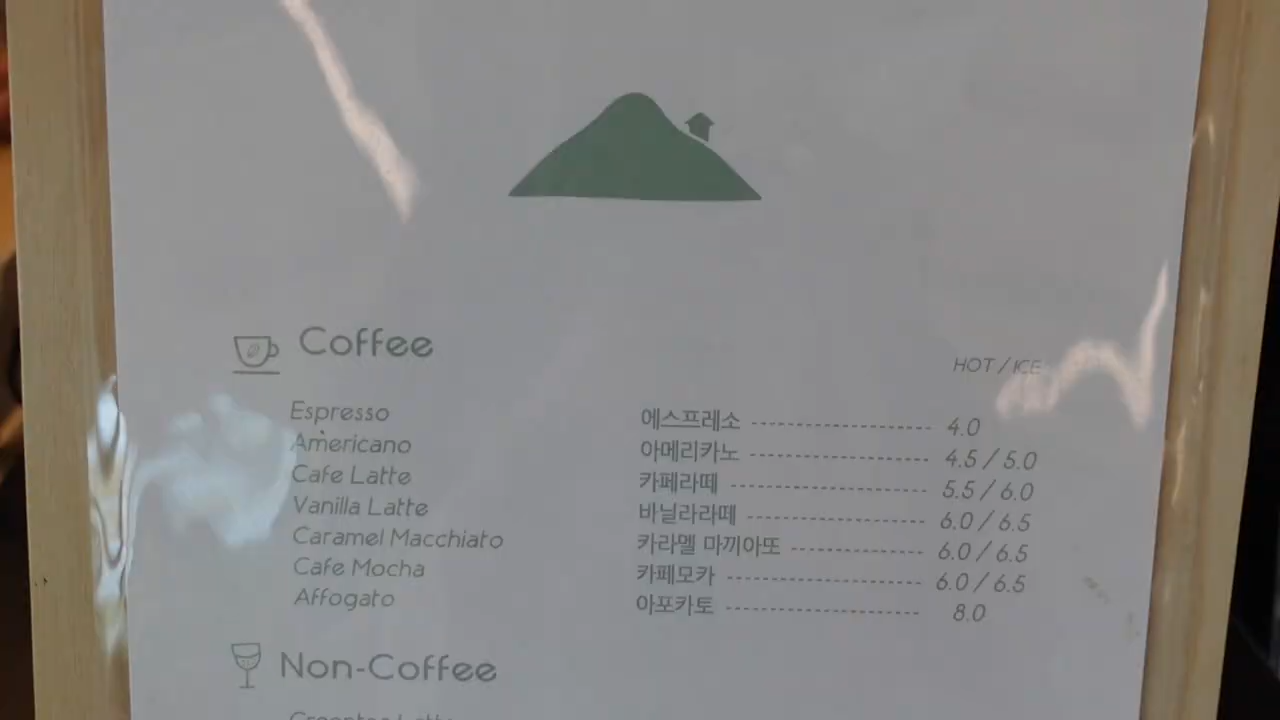 Coffee
HOT / ICE
Espresso 에스프레소 4.0
Americano 아메리카노 4.5 / 5.0
Cafe Latte 카페라떼 5.5 / 6.0
Vanilla Latte 바닐라라떼 6.0 / 6.5
Caramel Macchiato 카라멜 마끼아또 6.0 / 6.5
Cafe Mocha 카페모카 6.0 / 6.5
Affogato 아포카토 8.0
Non-Coffee